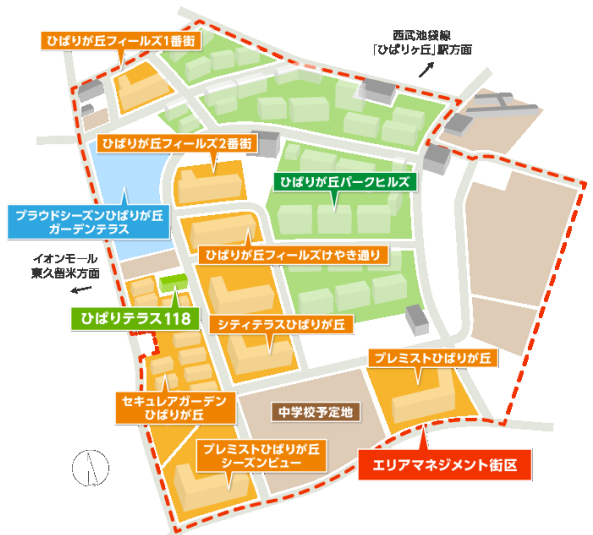 ひばりが丘フィールズ1番街
西武池袋線
「ひばりヶ丘」駅方面
ひばりが丘フィールズ2番街
ひばりが丘パークヒルズ
プラウドシーズンひばりが丘
ガーデンテラス
ひばりが丘フィールズけやき通り
イオンモール
東久留米方面
ひばりテラス118
シティテラスひばりが丘
プレミストひばりが丘
セキュレアガーデン
ひばりが丘
中学校予定地
プレミストひばりが丘
シーズンビュー
エリアマネジメント街区